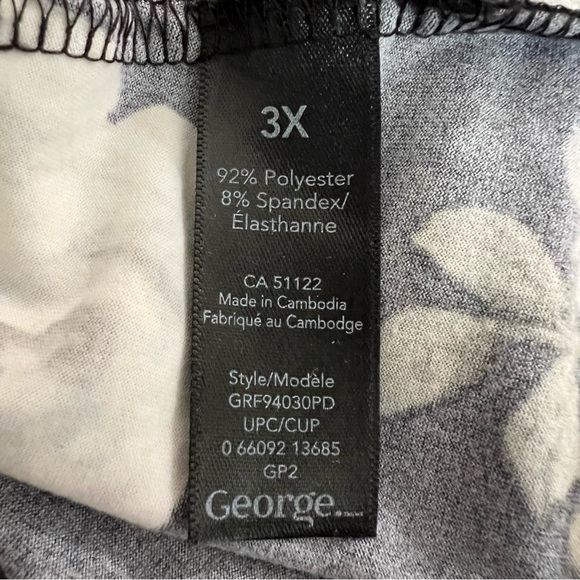 3X
92% Polyester
8% Spandex/
Élasthanne
CA 51122
Made in Cambodia
Fabriqué au Cambodge
Style/Modèle
GRF94030PD
UPC/CUP
0 66092 13685
GP2
George